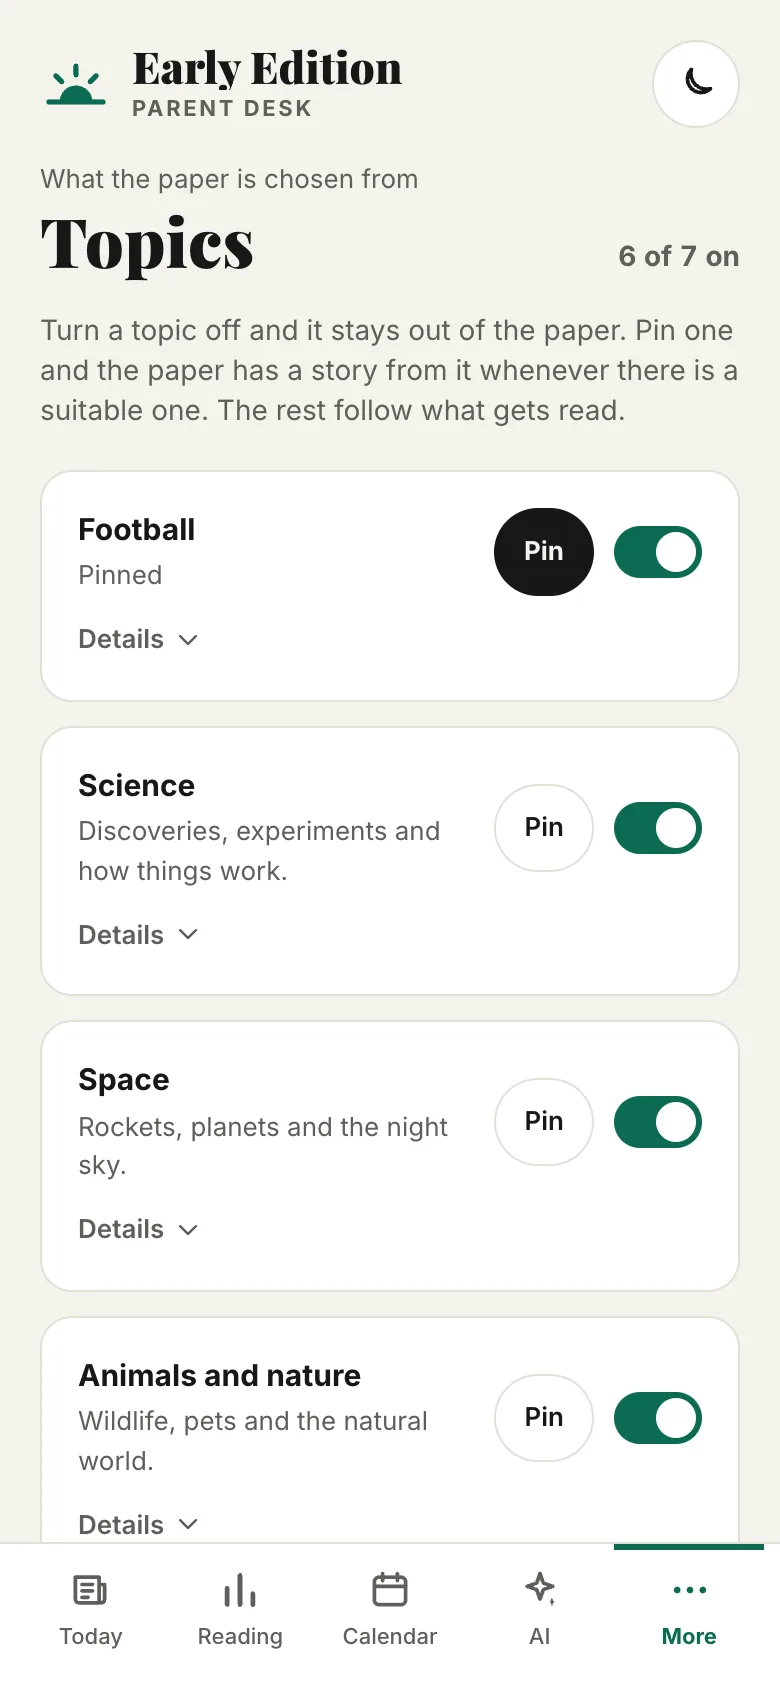 Early Edition
PARENT DESK
What the paper is chosen from
Topics
6 of 7 on
Turn a topic off and it stays out of the paper. Pin one
and the paper has a story from it whenever there is a
suitable one. The rest follow what gets read.
Football
Pinned
Pin
Details
Science
Discoveries, experiments and
how things work.
Pin
Details
Space
Rockets, planets and the night
sky.
Pin
Details
Animals and nature
Wildlife, pets and the natural
world.
Pin
Details
Today
Reading
Calendar
AI
More